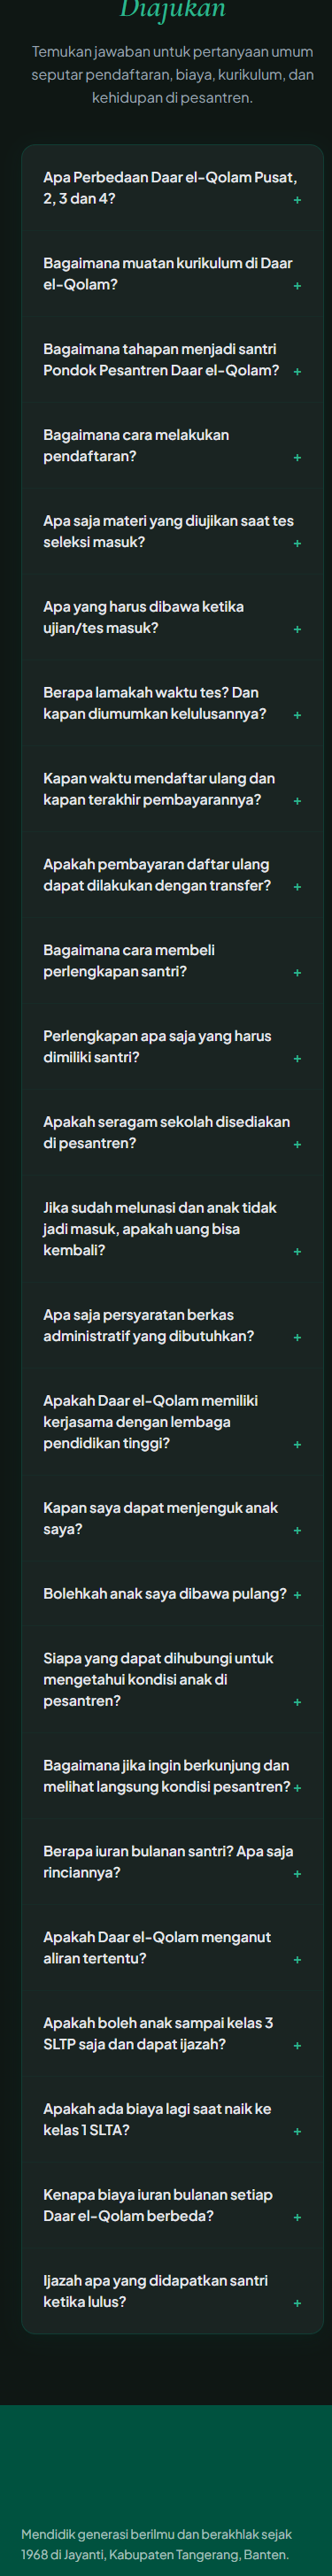 Diajukan
Temukan jawaban untuk pertanyaan umum
seputar pendaftaran, biaya, kurikulum, dan
kehidupan di pesantren.
Apa Perbedaan Daar el-Qolam Pusat,
2, 3 dan 4? +
Bagaimana muatan kurikulum di Daar
el-Qolam? +
Bagaimana tahapan menjadi santri
Pondok Pesantren Daar el-Qolam? +
Bagaimana cara melakukan
pendaftaran? +
Apa saja materi yang diujikan saat tes
seleksi masuk? +
Apa yang harus dibawa ketika
ujian/tes masuk? +
Berapa lamakah waktu tes? Dan
kapan diumumkan kelulusannya? +
Kapan waktu mendaftar ulang dan
kapan terakhir pembayarannya? +
Apakah pembayaran daftar ulang
dapat dilakukan dengan transfer? +
Bagaimana cara membeli
perlengkapan santri? +
Perlengkapan apa saja yang harus
dimiliki santri? +
Apakah seragam sekolah disediakan
di pesantren? +
Jika sudah melunasi dan anak tidak
jadi masuk, apakah uang bisa
kembali? +
Apa saja persyaratan berkas
administratif yang dibutuhkan? +
Apakah Daar el-Qolam memiliki
kerjasama dengan lembaga
pendidikan tinggi? +
Kapan saya dapat menjenguk anak
saya? +
Bolehkah anak saya dibawa pulang? +
Siapa yang dapat dihubungi untuk
mengetahui kondisi anak di
pesantren? +
Bagaimana jika ingin berkunjung dan
melihat langsung kondisi pesantren? +
Berapa iuran bulanan santri? Apa saja
rinciannya? +
Apakah Daar el-Qolam menganut
aliran tertentu? +
Apakah boleh anak sampai kelas 3
SLTP saja dan dapat ijazah? +
Apakah ada biaya lagi saat naik ke
kelas 1 SLTA? +
Kenapa biaya iuran bulanan setiap
Daar el-Qolam berbeda? +
Ijazah apa yang didapatkan santri
ketika lulus? +
Mendidik generasi berilmu dan berakhlak sejak
1968 di Jayanti, Kabupaten Tangerang, Banten.